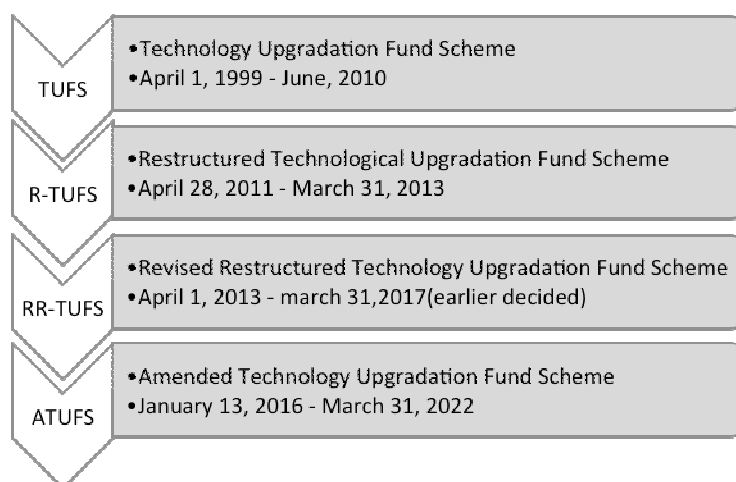 TUFS
•Technology Upgradation Fund Scheme
•April 1, 1999 - June, 2010
R-TUFS
•Restructured Technological Upgradation Fund Scheme
•April 28, 2011 - March 31, 2013
RR-TUFS
•Revised Restructured Technology Upgradation Fund Scheme
•April 1, 2013 - march 31,2017(earlier decided)
ATUFS
•Amended Technology Upgradation Fund Scheme
•January 13, 2016 - March 31, 2022